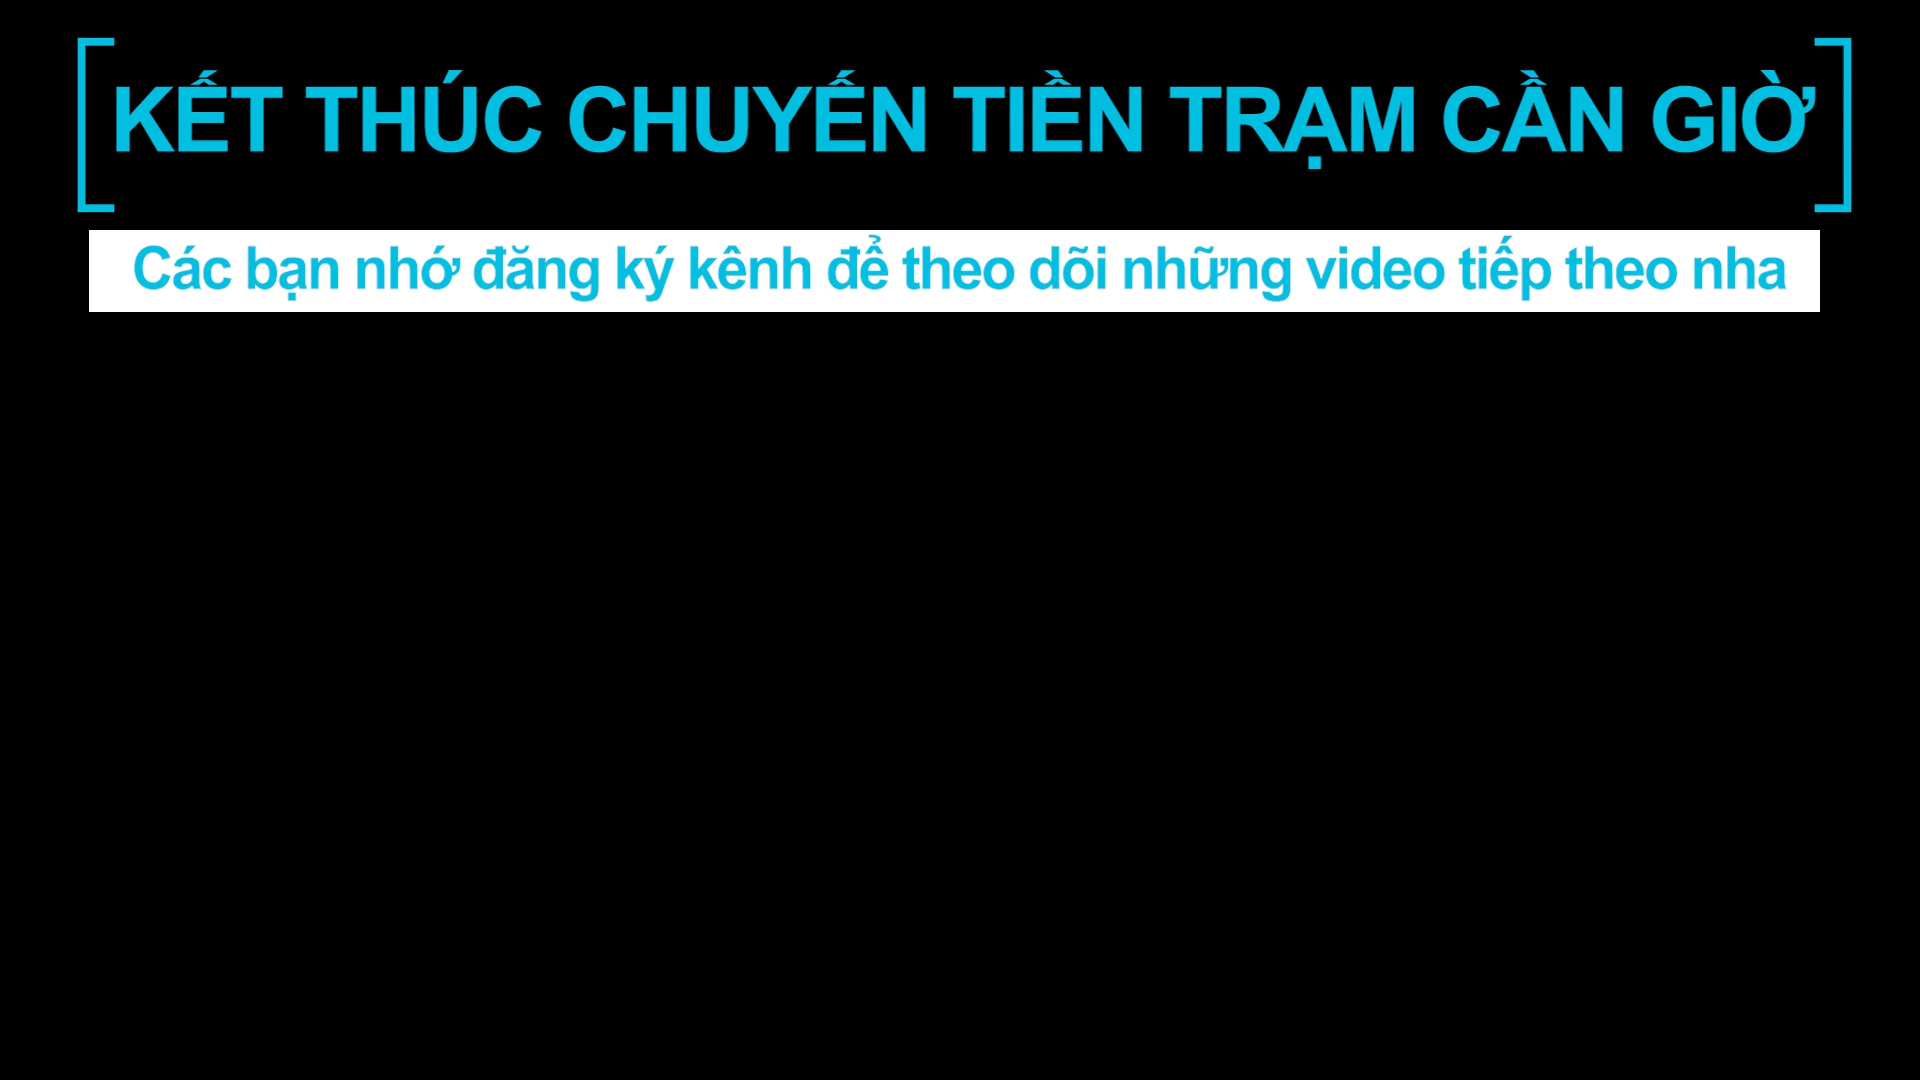 KẾT THÚC CHUYẾN TIỀN TRẠM CẦN GIỜ
Các bạn nhớ đăng ký kênh để theo dõi những video tiếp theo nha